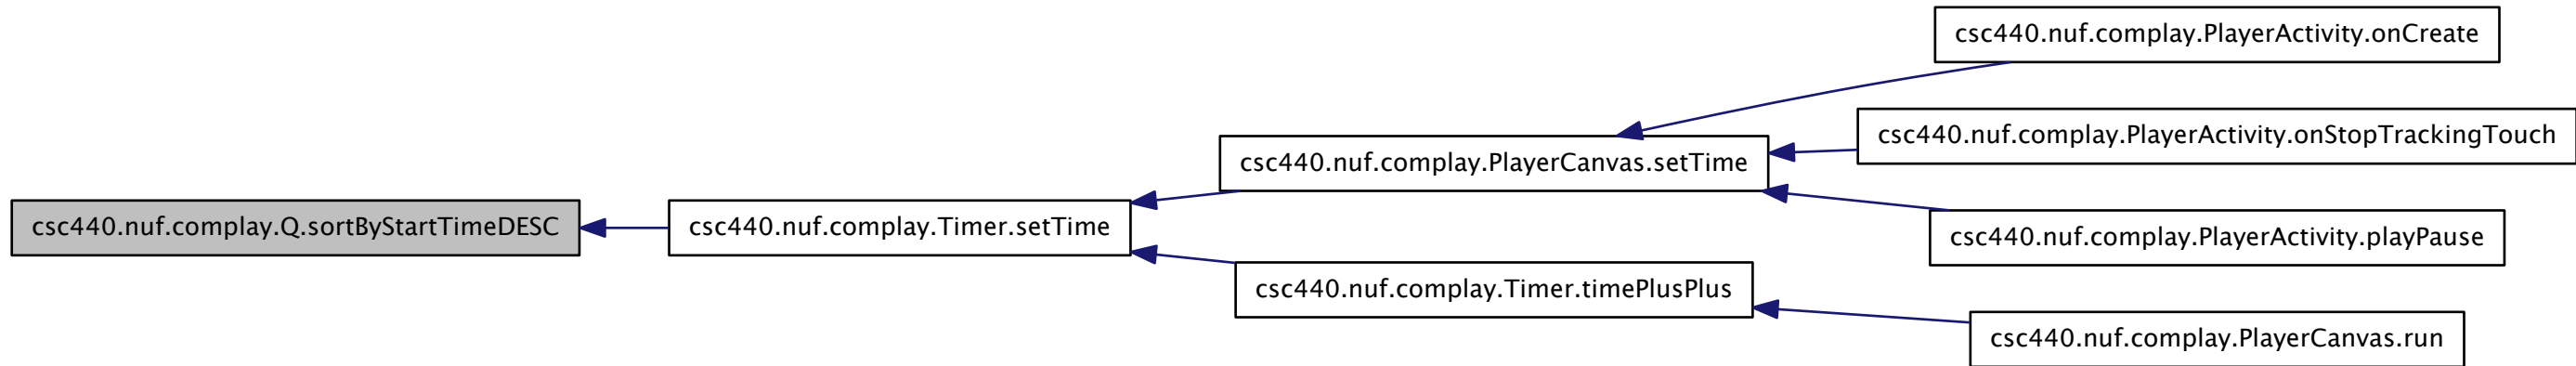 csc440.nuf.complay.PlayerActivity.onCreate
csc440.nuf.complay.PlayerActivity.onStopTrackingTouch
csc440.nuf.complay.PlayerCanvas.setTime
csc440.nuf.complay.Q.sortByStartTimeDESC
csc440.nuf.complay.Timer.setTime
csc440.nuf.complay.PlayerActivity.playPause
csc440.nuf.complay.Timer.timePlusPlus
csc440.nuf.complay.PlayerCanvas.run